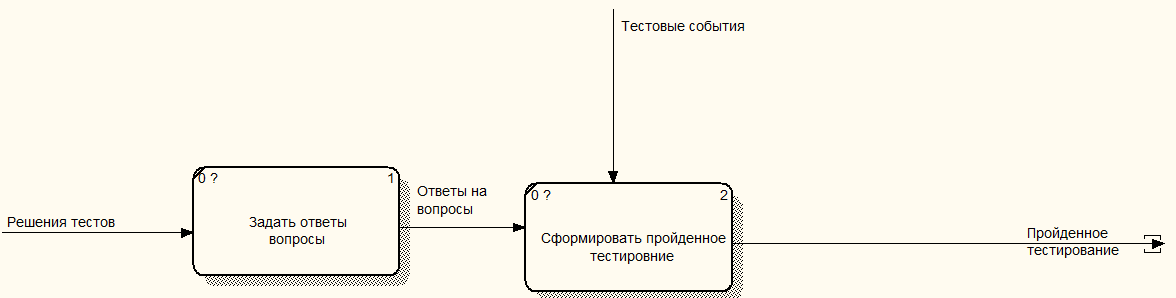 Тестовые события
0 ?
1
Задать ответы
вопросы
Решения тестов
Ответы на
вопросы
0 ?
2
Сформировать пройденное
тестировние
Пройденное
тестирование